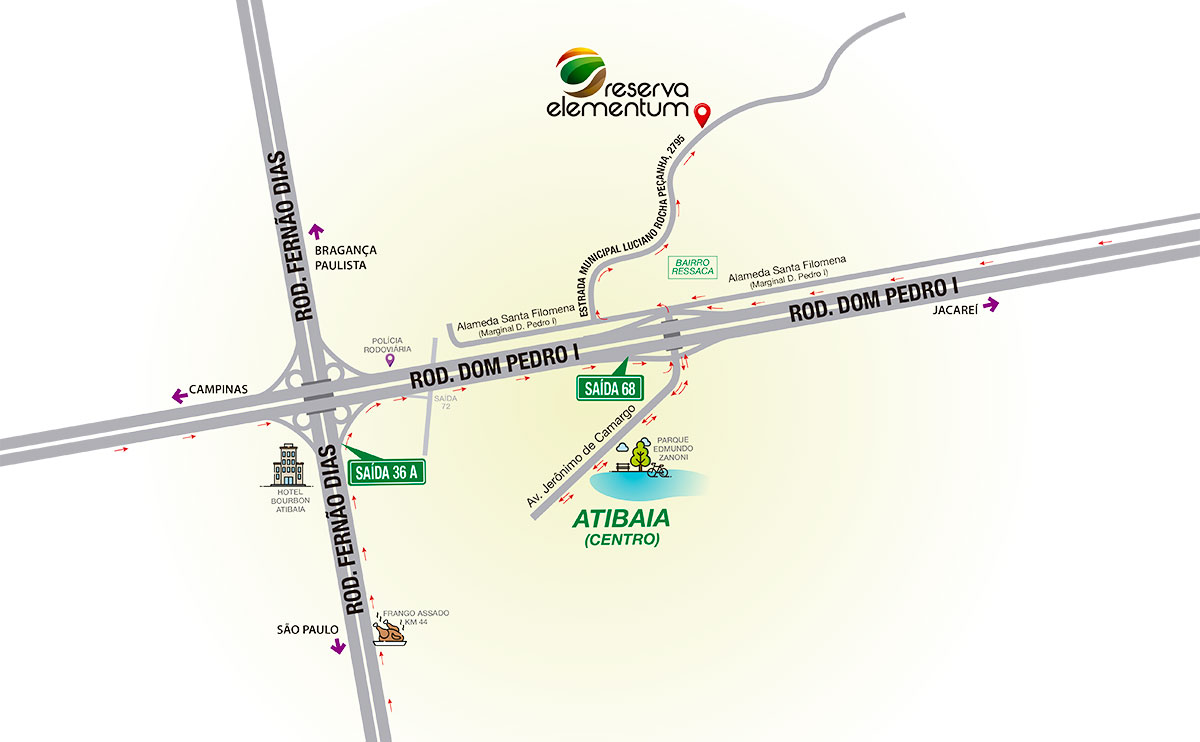 reserva
elementum
ESTRADA MUNICIPAL LUCIANO ROCHA PEÇANHA, 2795
ROD. FERNÃO DIAS
BRAGANÇA
PAULISTA
BAIRRO
RESSACA
Alameda Santa Filomena
(Marginal D. Pedro I)
ROD. DOM PEDRO I
JACAREÍ
Alameda Santa Filomena
(Marginal D. Pedro I)
POLÍCIA
RODOVIÁRIA
ROD. DOM PEDRO I
CAMPINAS
SAÍDA
72
SAÍDA 68
Av. Jerônimo de Camargo
PARQUE
EDMUNDO
ZANONI
SAÍDA 36 A
HOTEL
BOURBON
ATIBAIA
ROD. FERNÃO DIAS
ATIBAIA
(CENTRO)
FRANGO ASSADO
KM 44
SÃO PAULO